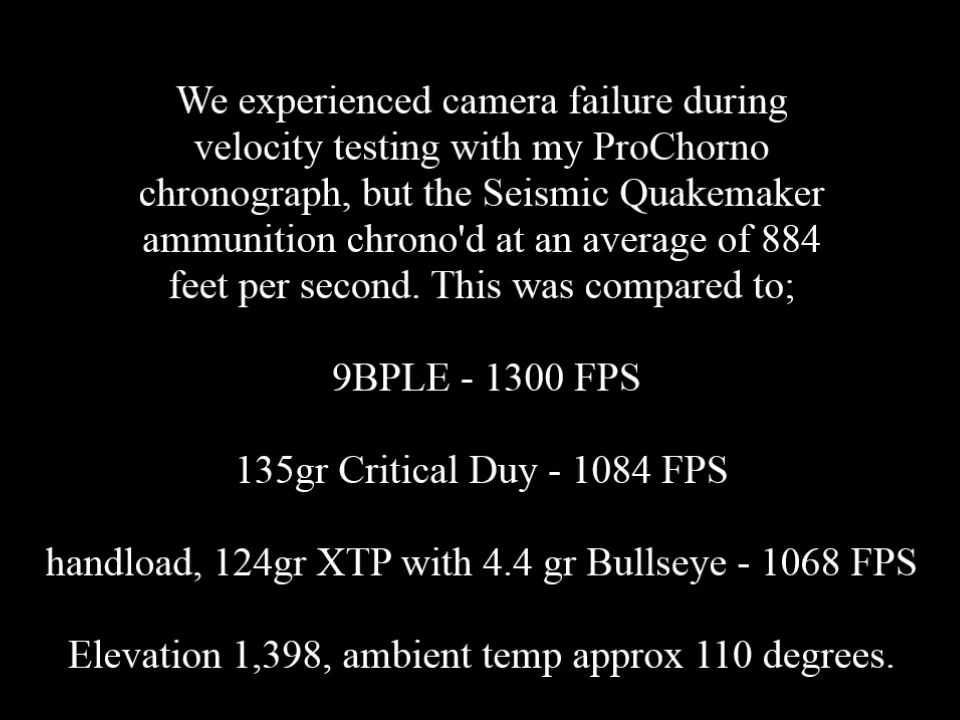 We experienced camera failure during
velocity testing with my ProChorno
chronograph, but the Seismic Quakemaker
ammunition chrono'd at an average of 884
feet per second. This was compared to;
9BPLE - 1300 FPS
135gr Critical Duy - 1084 FPS
handload, 124gr XTP with 4.4 gr Bullseye - 1068 FPS
Elevation 1,398, ambient temp approx 110 degrees.